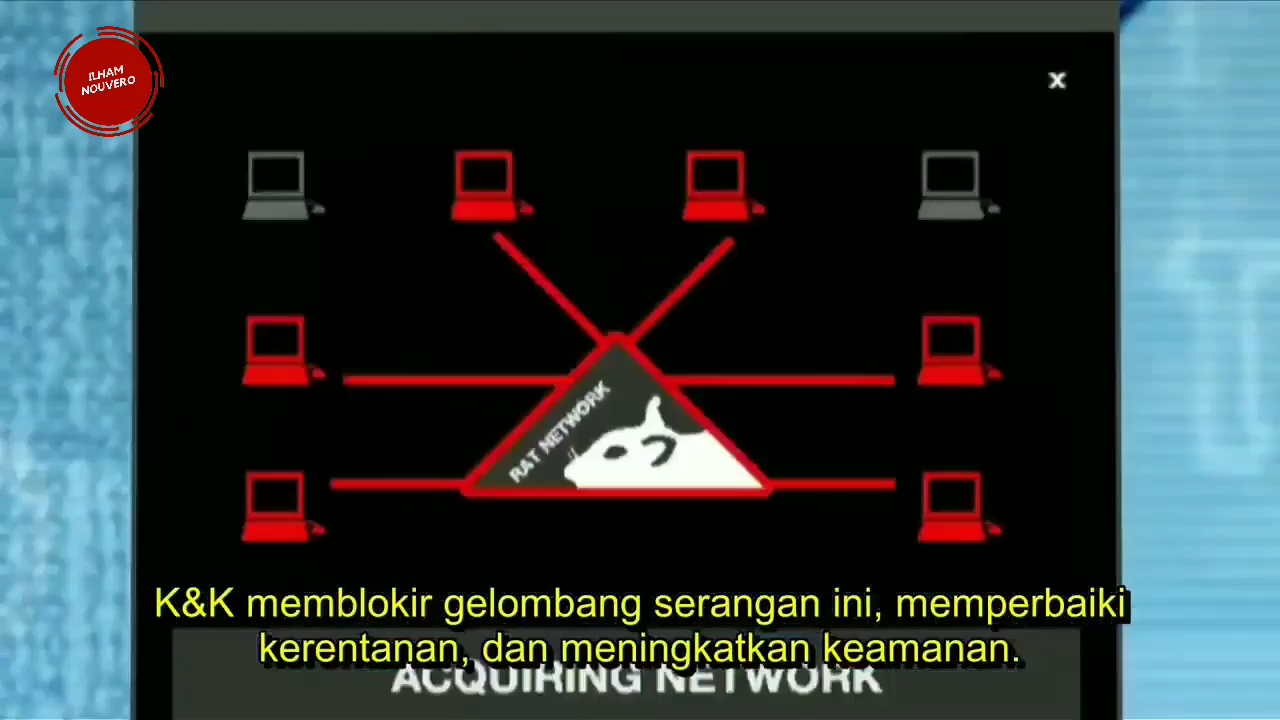 ILHAM
NOUVERO
X
RAT NETWORK
K&K memblokir gelombang serangan ini, memperbaiki
kerentanan, dan meningkatkan keamanan.
ACQUIRING NETWORK